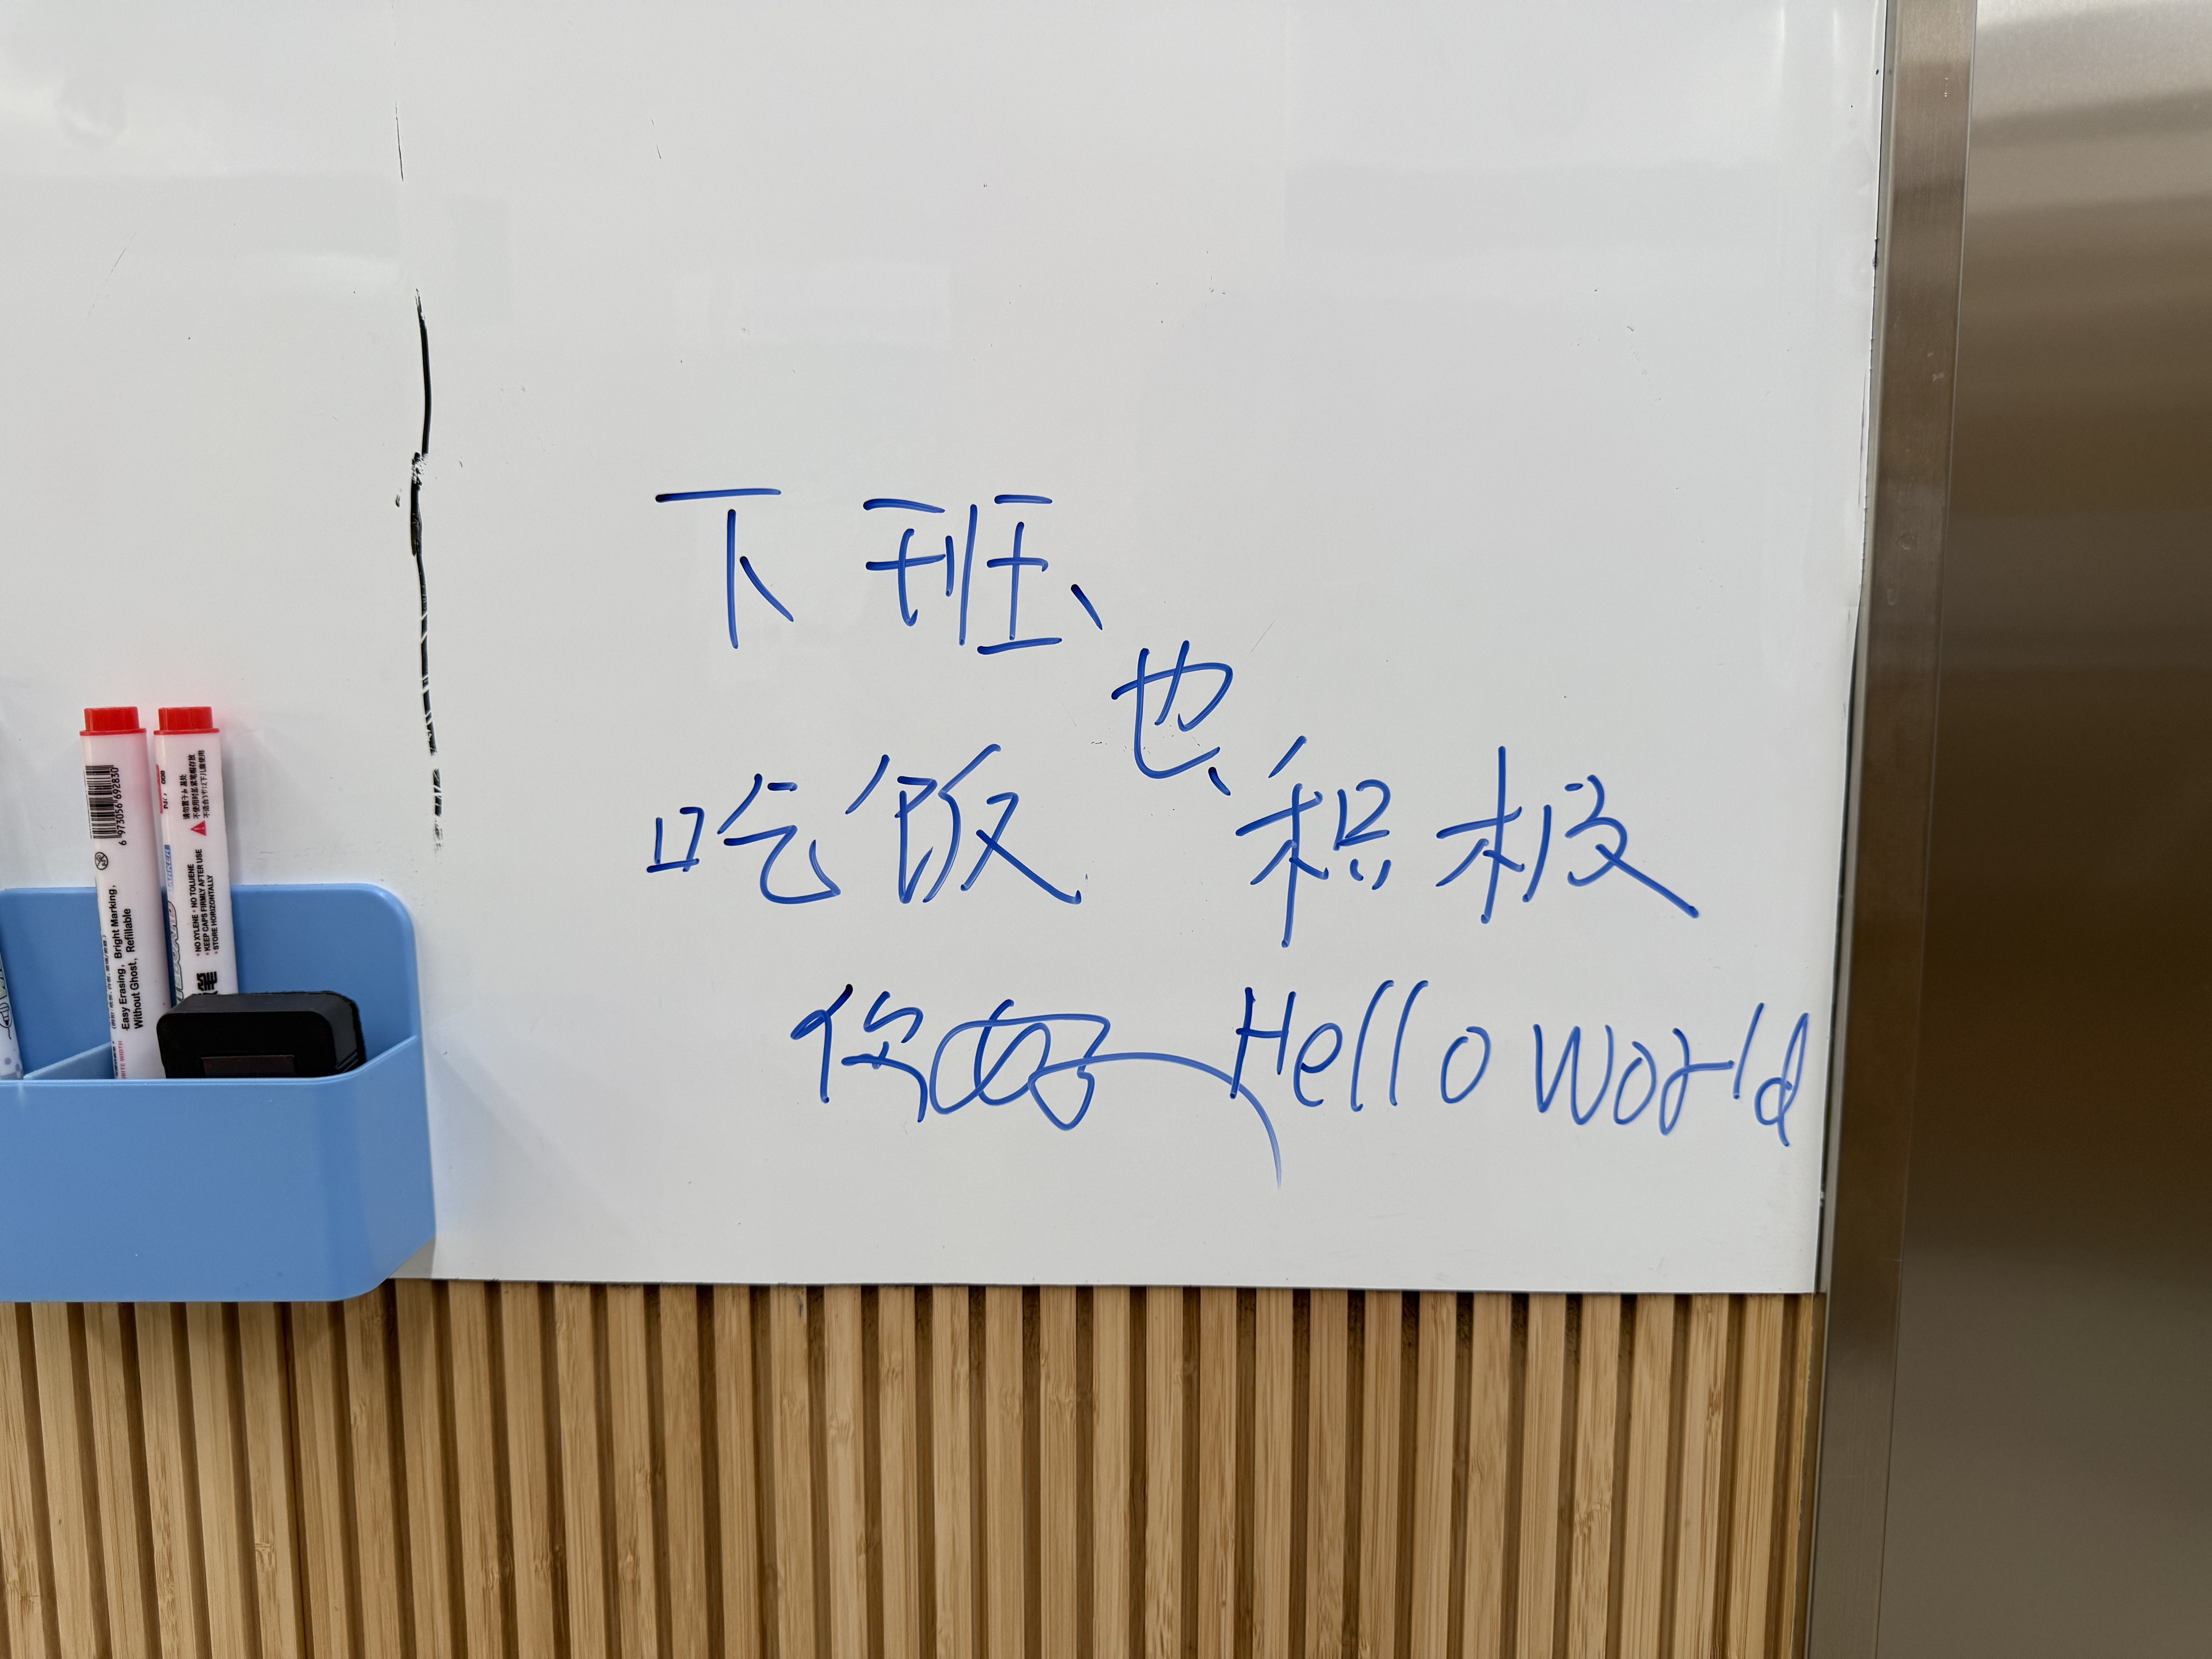 下班、
也、
吃饭 积极
你好 Hello World
6 973056 692830
Easy Erasing, Bright Marking,
Without Ghost, Refillable
• NO XYLENE • NO TOLUENE
• KEEP CAPS FIRMLY AFTER USE
• STORE HORIZONTALLY
笔